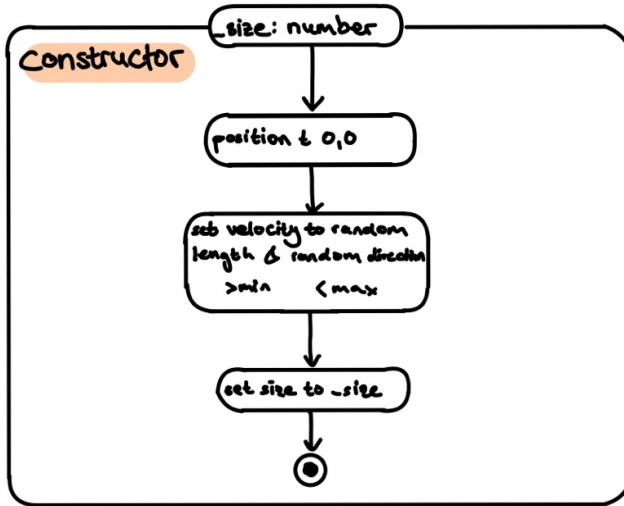 _size: number
constructor
position t 0,0
set velocity to random
length & random direction
>min <max
set size to _size